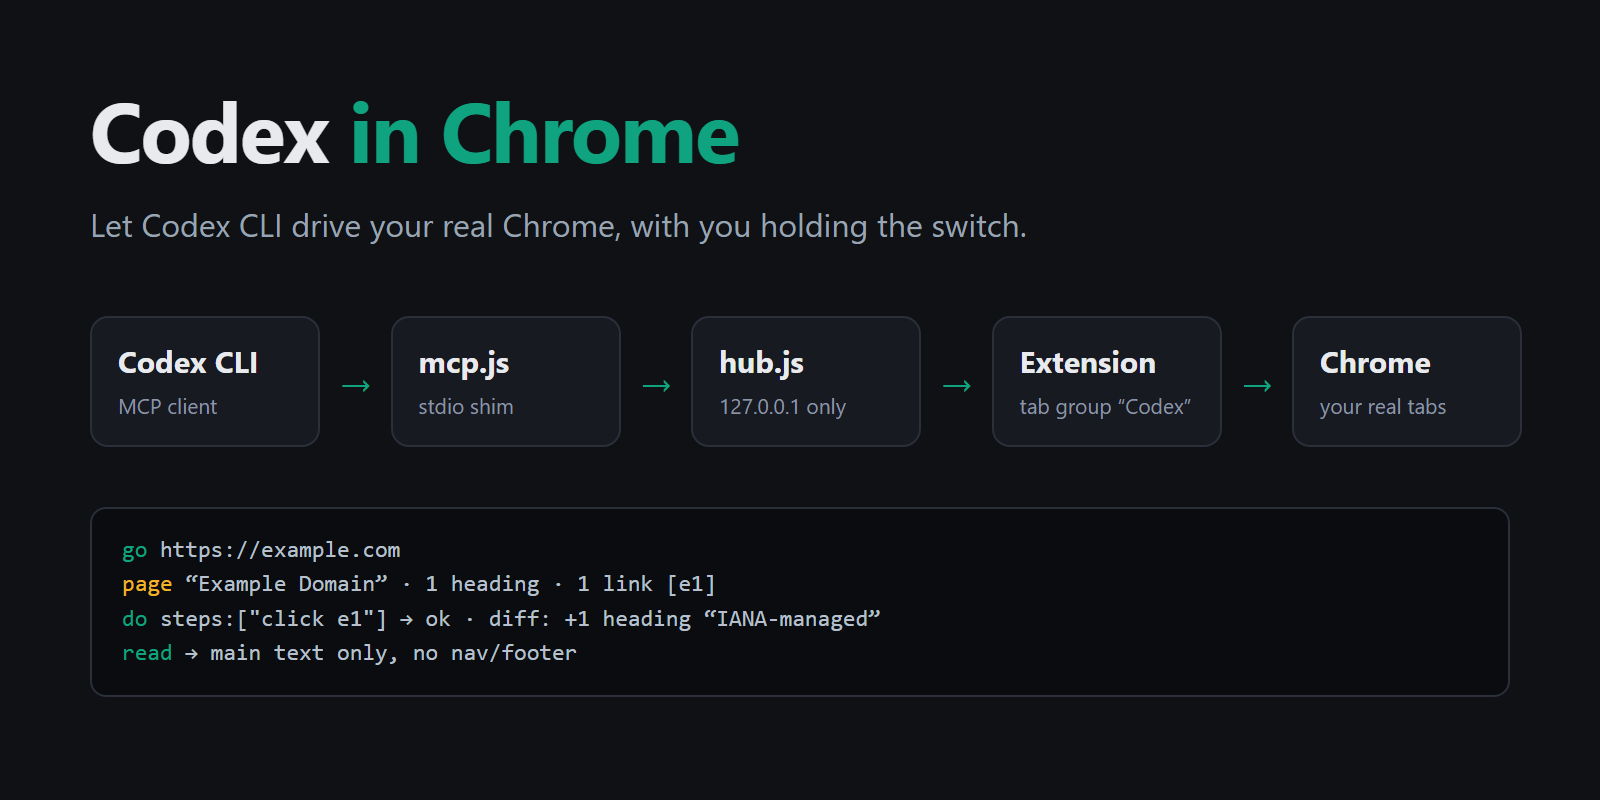 Codex in Chrome
Let Codex CLI drive your real Chrome, with you holding the switch.
Codex CLI
MCP client
→
mcp.js
stdio shim
→
hub.js
127.0.0.1 only
→
Extension
tab group “Codex”
→
Chrome
your real tabs
go https://example.com
page “Example Domain” · 1 heading · 1 link [e1]
do steps:["click e1"] → ok · diff: +1 heading “IANA-managed”
read → main text only, no nav/footer